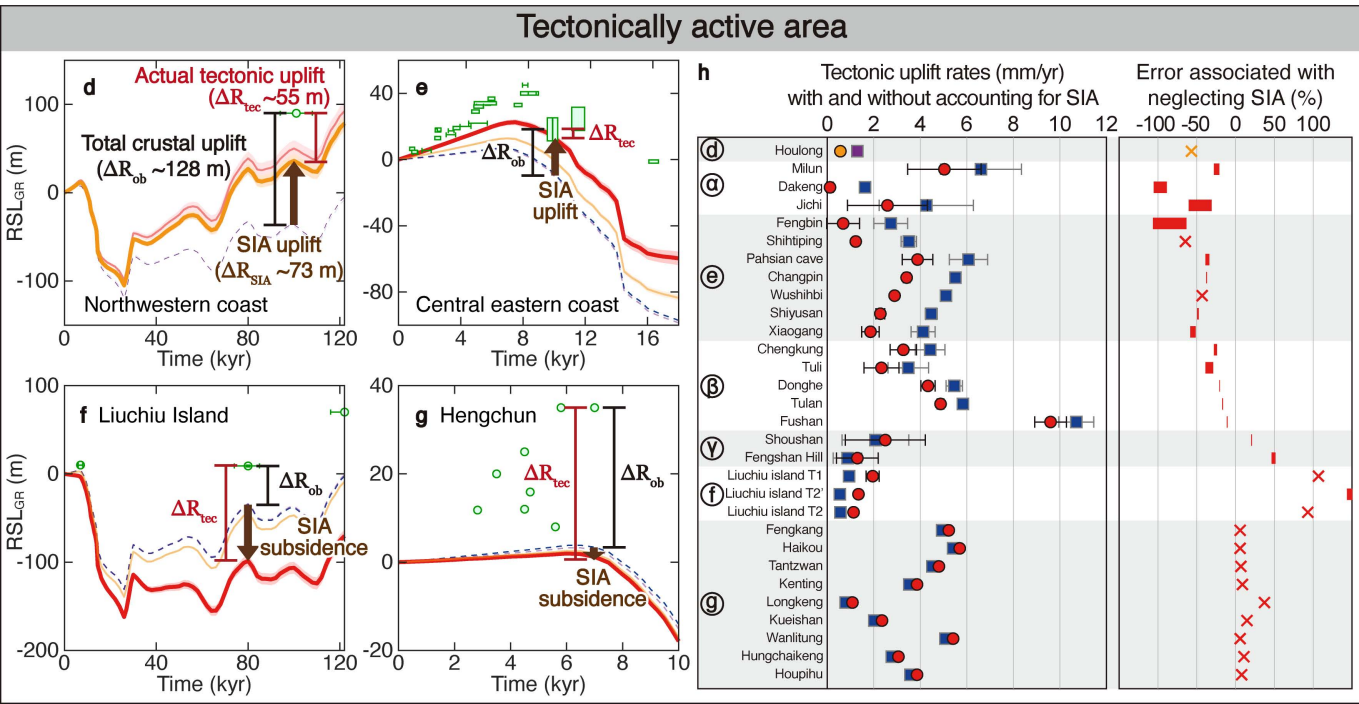 Tectonically active area
d
Actual tectonic uplift
(ΔRtec ~55 m)
Total crustal uplift
(ΔRob ~128 m)
SIA uplift
(ΔRSIA ~73 m)
Northwestern coast
RSLGR (m)
100
0
-100
0 40 80 120
Time (kyr)
e
ΔRob
ΔRtec
SIA
uplift
Central eastern coast
40
0
-40
-80
0 4 8 12 16
Time (kyr)
f Liuchiu Island
ΔRtec
ΔRob
SIA
subsidence
RSLGR (m)
100
0
-100
-200
0 40 80 120
Time (kyr)
g Hengchun
ΔRtec
ΔRob
SIA
subsidence
40
20
0
-20
0 2 4 6 8 10
Time (kyr)
h
Tectonic uplift rates (mm/yr)
with and without accounting for SIA
0 2 4 6 8 10 12
Error associated with
neglecting SIA (%)
-100 -50 0 50 100
d
Houlong
α
Milun
Dakeng
Jichi
e
Fengbin
Shihtiping
Pahsian cave
Changpin
Wushihbi
Shiyusan
Xiaogang
β
Chengkung
Tuli
Donghe
Tulan
Fushan
γ
Shoushan
Fengshan Hill
f
Liuchiu island T1
Liuchiu island T2'
Liuchiu island T2
g
Fengkang
Haikou
Tantzwan
Kenting
Longkeng
Kueishan
Wanlitung
Hungchaikeng
Houpihu